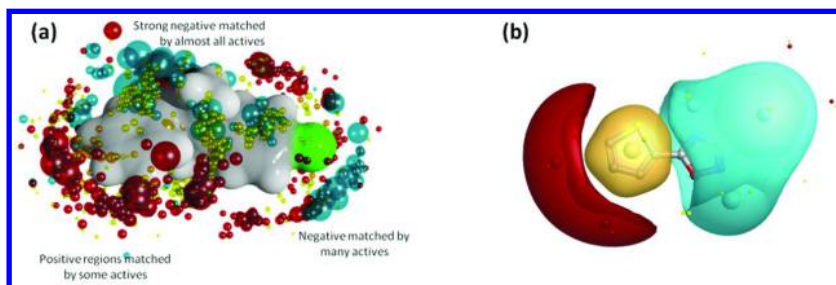 (a)
Strong negative matched
by almost all actives
(b)
Negative matched by
many actives
Positive regions matched
by some actives